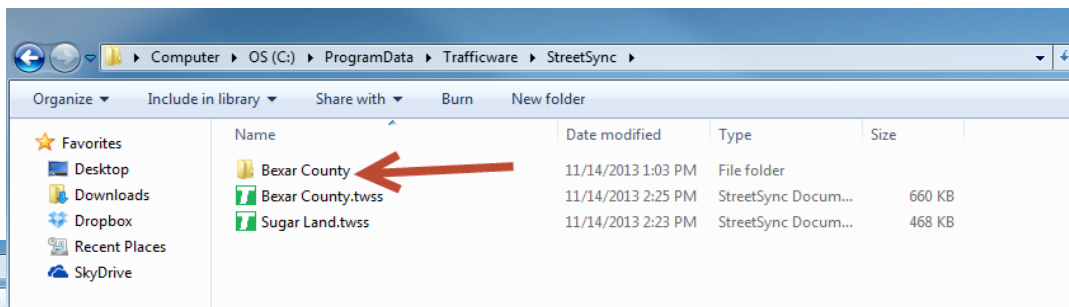 Computer OS (C:) ProgramData Trafficware StreetSync
Organize Include in library Share with Burn New folder
Favorites
Desktop
Downloads
Dropbox
Recent Places
SkyDrive
Name Date modified Type Size
Bexar County 11/14/2013 1:03 PM File folder
Bexar County.twss 11/14/2013 2:25 PM StreetSync Docum... 660 KB
Sugar Land.twss 11/14/2013 2:23 PM StreetSync Docum... 468 KB